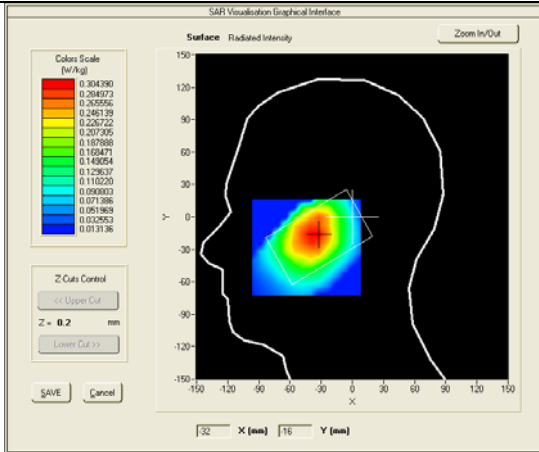 SAR Visualisation Graphical Interface
Surface Radiated Intensity
Zoom In/Out
Colors Scale
(W/kg)
0.304390
0.284973
0.265556
0.246139
0.226722
0.207305
0.187888
0.168471
0.149054
0.129637
0.110220
0.090803
0.071386
0.051969
0.032553
0.013136
Z Cuts Control
<< Upper Cut
Z = 0.2 mm
Lower Cut >>
SAVE Cancel
150
120
90
60
30
0
-30
-60
-90
-120
-150
Y
-150 -120 -90 -60 -30 0 30 60 90 120 150
X
-32 X (mm) -16 Y (mm)